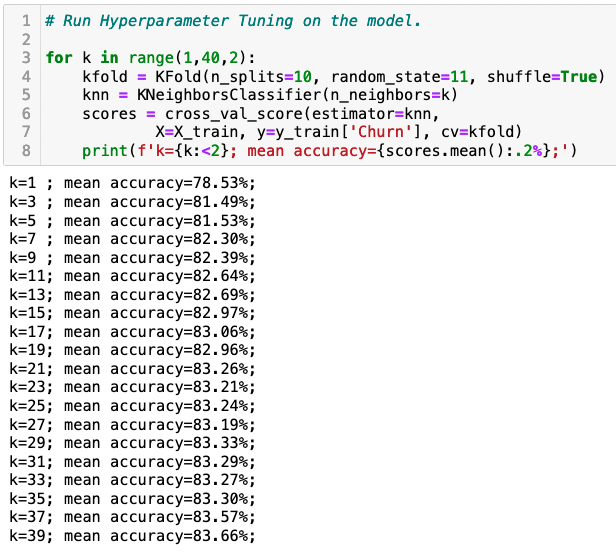 1 # Run Hyperparameter Tuning on the model.
2
3 for k in range(1,40,2):
4     kfold = KFold(n_splits=10, random_state=11, shuffle=True)
5     knn = KNeighborsClassifier(n_neighbors=k)
6     scores = cross_val_score(estimator=knn,
7             X=X_train, y=y_train['Churn'], cv=kfold)
8     print(f'k={k:<2}; mean accuracy={scores.mean():.2%};')
k=1 ; mean accuracy=78.53%;
k=3 ; mean accuracy=81.49%;
k=5 ; mean accuracy=81.53%;
k=7 ; mean accuracy=82.30%;
k=9 ; mean accuracy=82.39%;
k=11; mean accuracy=82.64%;
k=13; mean accuracy=82.69%;
k=15; mean accuracy=82.97%;
k=17; mean accuracy=83.06%;
k=19; mean accuracy=82.96%;
k=21; mean accuracy=83.26%;
k=23; mean accuracy=83.21%;
k=25; mean accuracy=83.24%;
k=27; mean accuracy=83.19%;
k=29; mean accuracy=83.33%;
k=31; mean accuracy=83.29%;
k=33; mean accuracy=83.27%;
k=35; mean accuracy=83.30%;
k=37; mean accuracy=83.57%;
k=39; mean accuracy=83.66%;